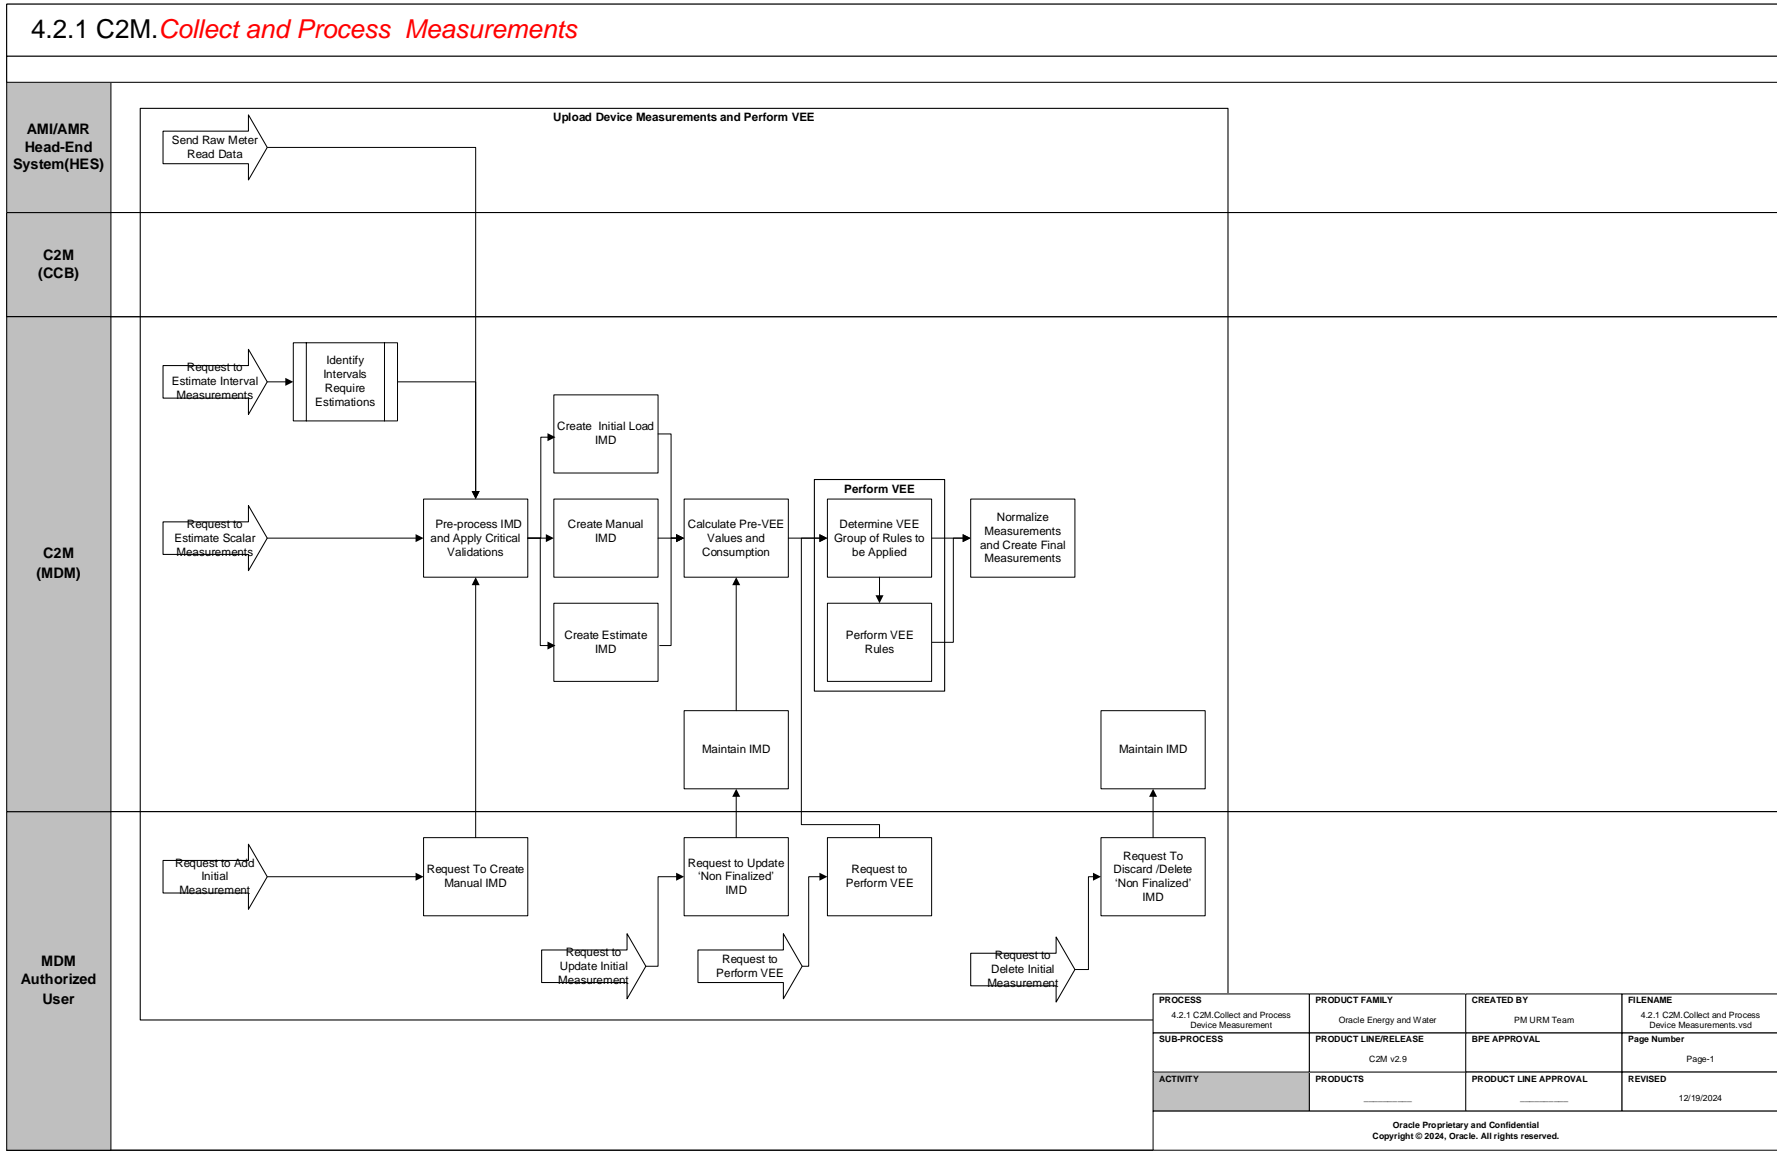 4.2.1 C2M.Collect and Process  Measurements
AMI/AMR
Head-End
System(HES)
Upload Device Measurements and Perform VEE
Send Raw Meter
Read Data
C2M
(CCB)
C2M
(MDM)
Request to
Estimate Interval
Measurements
Identify
Intervals
Require
Estimations
Create  Initial Load
IMD
Request to
Estimate Scalar
Measurements
Pre-process IMD
and Apply Critical
Validations
Create Manual
IMD
Calculate Pre-VEE
Values and
Consumption
Perform VEE
Determine VEE
Group of Rules to
be Applied
Normalize
Measurements
and Create Final
Measurements
Create Estimate
IMD
Perform VEE
Rules
Maintain IMD
Maintain IMD
MDM
Authorized
User
Request to Add
Initial
Measurement
Request To Create
Manual IMD
Request to Update
‘Non Finalized’
IMD
Request to
Perform VEE
Request To
Discard /Delete
‘Non Finalized’
IMD
Request to
Update Initial
Measurement
Request to
Perform VEE
Request to
Delete Initial
Measurement
PROCESS
4.2.1 C2M.Collect and Process
Device Measurement
PRODUCT FAMILY
Oracle Energy and Water
CREATED BY
PM URM Team
FILENAME
4.2.1 C2M.Collect and Process
Device Measurements.vsd
SUB-PROCESS
PRODUCT LINE/RELEASE
C2M v2.9
BPE APPROVAL
Page Number
Page-1
ACTIVITY
PRODUCTS
__________
PRODUCT LINE APPROVAL
__________
REVISED
12/19/2024
Oracle Proprietary and Confidential
Copyright © 2024, Oracle. All rights reserved.